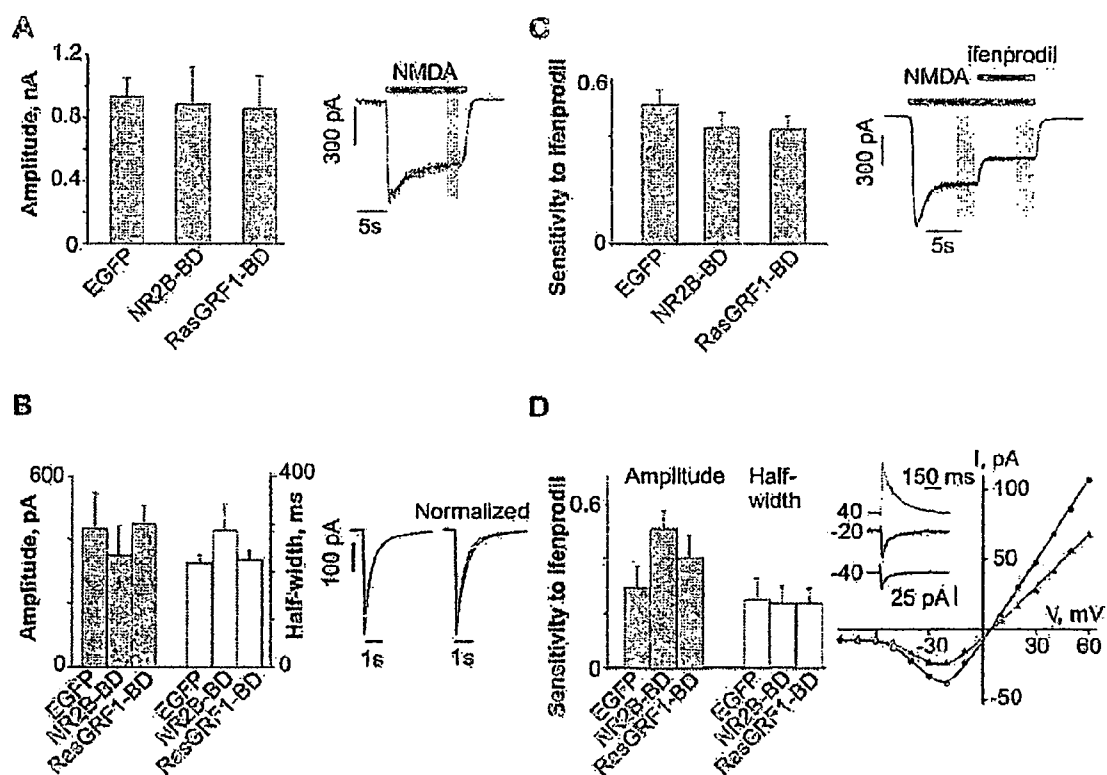 A
1.2
0.8
0.4
0
Amplitude, nA
EGFP
NR2B-BD
RasGRF1-BD
NMDA
300 pA
5s
C
0.6
0
Sensitivity to Ifenprodil
EGFP
NR2B-BD
RasGRF1-BD
ifenprodil
NMDA
300 pA
5s
B
600
0
Amplitude, pA
400
0
Half-width, ms
EGFP
NR2B-BD
RasGRF1-BD
EGFP
NR2B-BD
RasGRF1-BD
100 pA
1s
Normalized
1s
D
0.6
0
Sensitivity to Ifenprodil
Amplitude
Half-
width
EGFP
NR2B-BD
RasGRF1-BD
EGFP
NR2B-BD
RasGRF1-BD
150 ms
40
-20
-40
25 pA
I, pA
100
50
V, mV
-30
30
60
-50